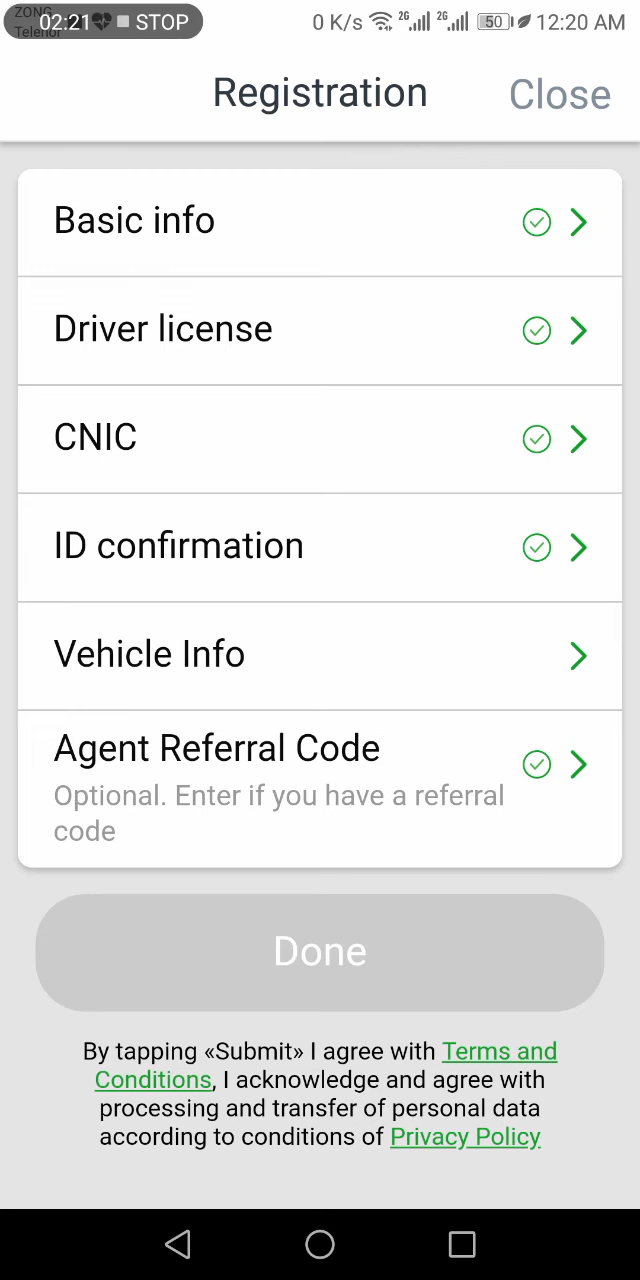 ZONG
Telenor
02:21 STOP
0 K/s 2G 2G 50 12:20 AM
Registration
Close
Basic info
Driver license
CNIC
ID confirmation
Vehicle Info
Agent Referral Code
Optional. Enter if you have a referral
code
Done
By tapping «Submit» I agree with Terms and
Conditions, I acknowledge and agree with
processing and transfer of personal data
according to conditions of Privacy Policy